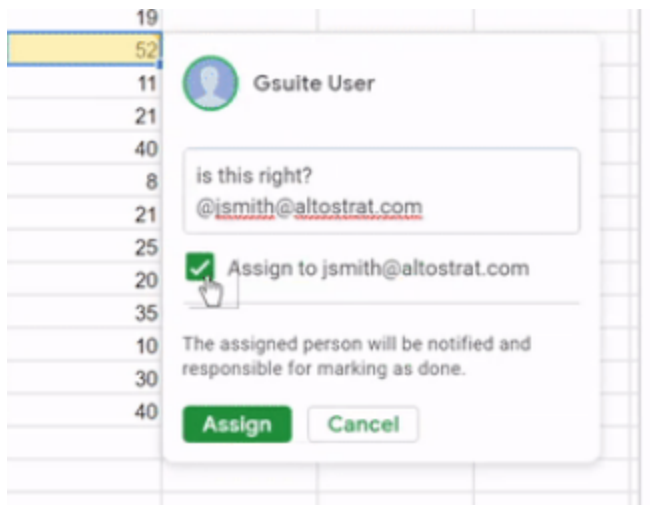 19
52
11
21
40
8
21
25
20
35
10
30
40
Gsuite User
is this right?
@jsmith@altostrat.com
Assign to jsmith@altostrat.com
The assigned person will be notified and
responsible for marking as done.
Assign
Cancel